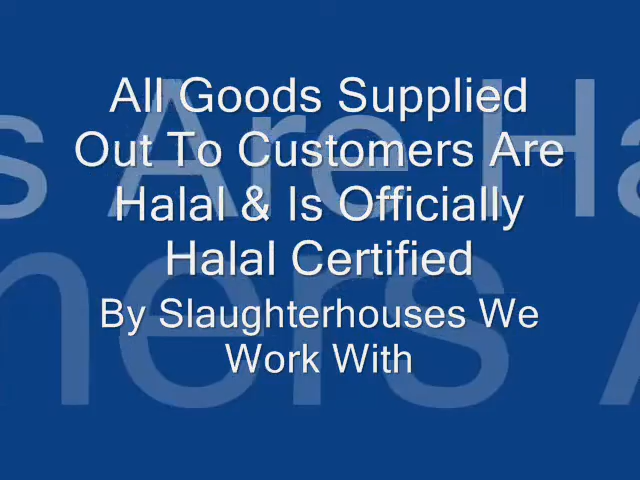 All Goods Supplied
Out To Customers Are
Halal & Is Officially
Halal Certified
By Slaughterhouses We
Work With